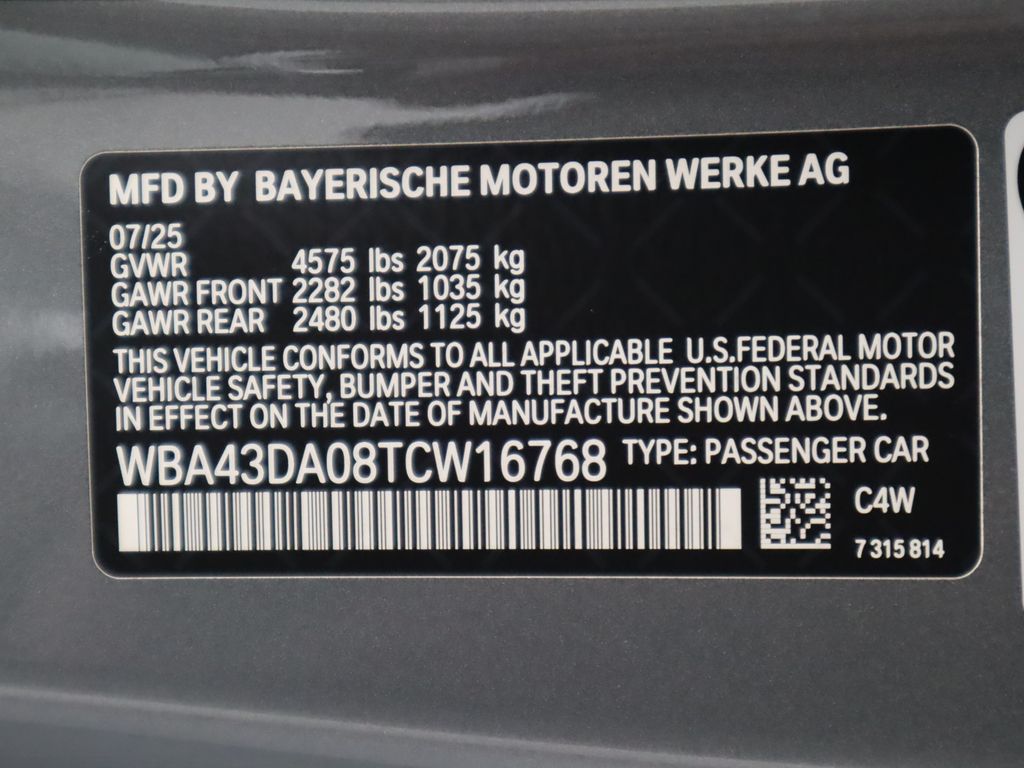 MFD BY BAYERISCHE MOTOREN WERKE AG
07/25
GVWR 4575 lbs 2075 kg
GAWR FRONT 2282 lbs 1035 kg
GAWR REAR 2480 lbs 1125 kg
THIS VEHICLE CONFORMS TO ALL APPLICABLE U.S.FEDERAL MOTOR
VEHICLE SAFETY, BUMPER AND THEFT PREVENTION STANDARDS
IN EFFECT ON THE DATE OF MANUFACTURE SHOWN ABOVE.
WBA43DA08TCW16768 TYPE: PASSENGER CAR
C4W
7 315 814